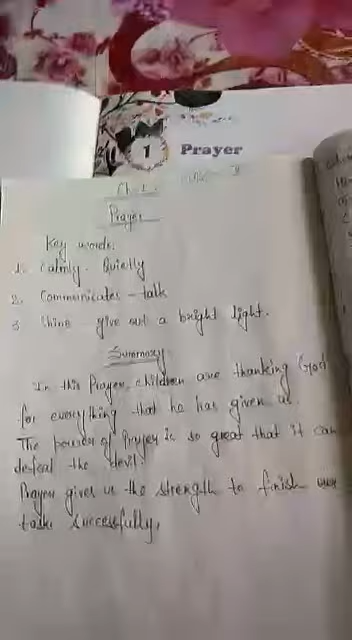 1 Prayer
Ch-1.
Prayer
Key words:
1. Calmly - Quietly
2. Communicates - talk
3 Shine - give out a bright light.
Summary
In this Prayer, children are thanking God
for everything that he has given us.
The power of Prayer is so great that it can
defeat the devil.
Prayer gives us the strength to finish our
task successfully.